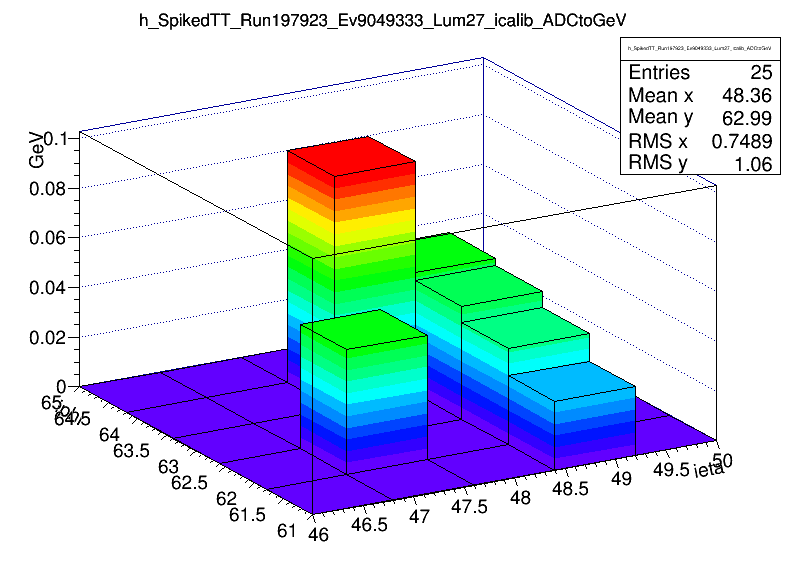 h_SpikedTT_Run197923_Ev9049333_Lum27_icalib_ADCtoGeV
h_SpikedTT_Run197923_Ev9049333_Lum27_icalib_ADCtoGeV
Entries 25
Mean x 48.36
Mean y 62.99
RMS x 0.7489
RMS y 1.06
GeV
0.1
0.08
0.06
0.04
0.02
0
65
64.5
64
63.5
63
62.5
62
61.5
61
46
46.5
47
47.5
48
48.5
49
49.5
50
ieta